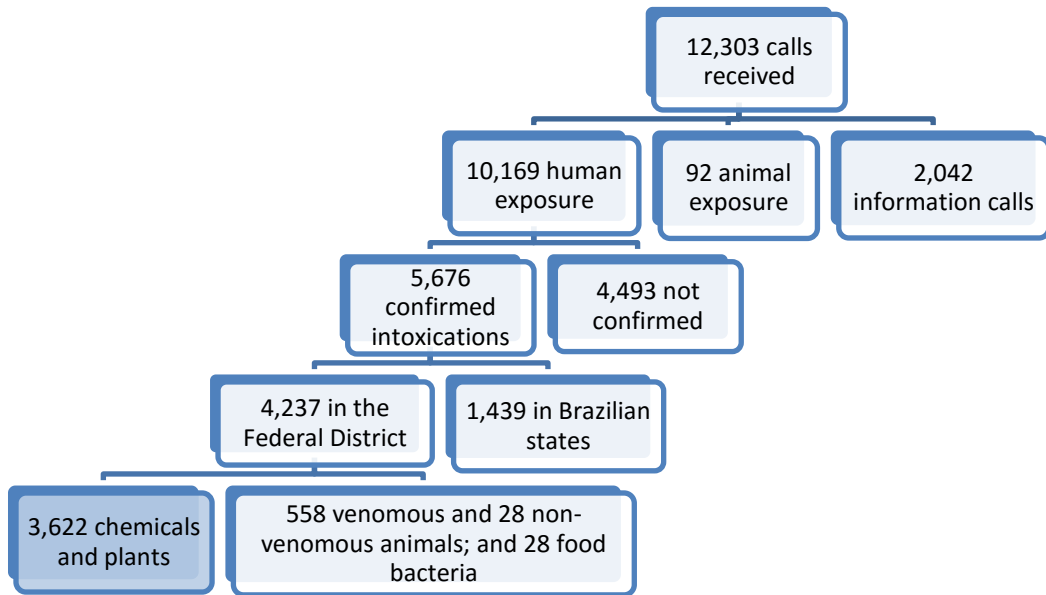 12,303 calls
received
10,169 human
exposure
92 animal
exposure
2,042
information calls
5,676
confirmed
intoxications
4,493 not
confirmed
4,237 in the
Federal District
1,439 in Brazilian
states
3,622 chemicals
and plants
558 venomous and 28 non-
venomous animals; and 28 food
bacteria